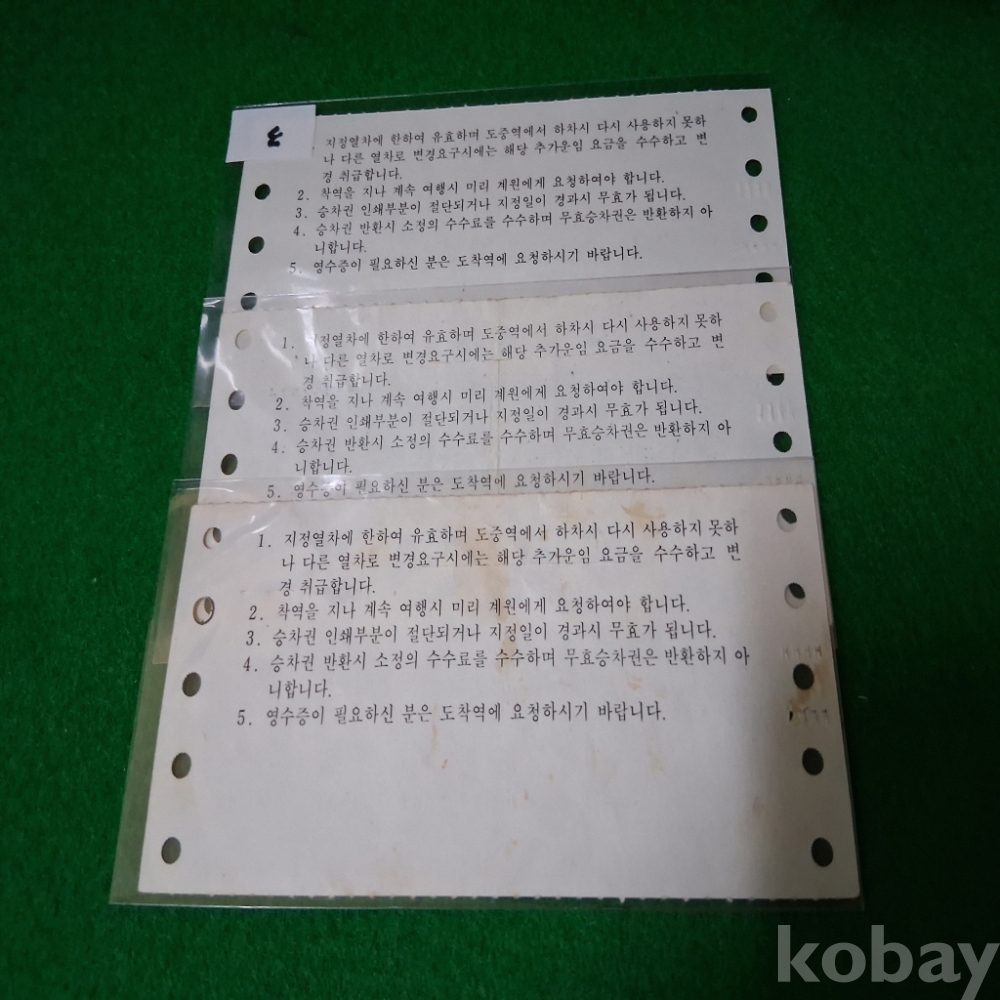 지정열차에 한하여 유효하며 도중역에서 하차시 다시 사용하지 못하
나 다른 열차로 변경요구시에는 해당 추가운임 요금을 수수하고 변
경 취급합니다.
2. 착역을 지나 계속 여행시 미리 계원에게 요청하여야 합니다.
3. 승차권 인쇄부분이 절단되거나 지정일이 경과시 무효가 됩니다.
4. 승차권 반환시 소정의 수수료를 수수하며 무효승차권은 반환하지 아
니합니다.
5. 영수증이 필요하신 분은 도착역에 요청하시기 바랍니다.
1. 지정열차에 한하여 유효하며 도중역에서 하차시 다시 사용하지 못하
나 다른 열차로 변경요구시에는 해당 추가운임 요금을 수수하고 변
경 취급합니다.
2. 착역을 지나 계속 여행시 미리 계원에게 요청하여야 합니다.
3. 승차권 인쇄부분이 절단되거나 지정일이 경과시 무효가 됩니다.
4. 승차권 반환시 소정의 수수료를 수수하며 무효승차권은 반환하지 아
니합니다.
5. 영수증이 필요하신 분은 도착역에 요청하시기 바랍니다.
1. 지정열차에 한하여 유효하며 도중역에서 하차시 다시 사용하지 못하
나 다른 열차로 변경요구시에는 해당 추가운임 요금을 수수하고 변
경 취급합니다.
2. 착역을 지나 계속 여행시 미리 계원에게 요청하여야 합니다.
3. 승차권 인쇄부분이 절단되거나 지정일이 경과시 무효가 됩니다.
4. 승차권 반환시 소정의 수수료를 수수하며 무효승차권은 반환하지 아
니합니다.
5. 영수증이 필요하신 분은 도착역에 요청하시기 바랍니다.
kobay